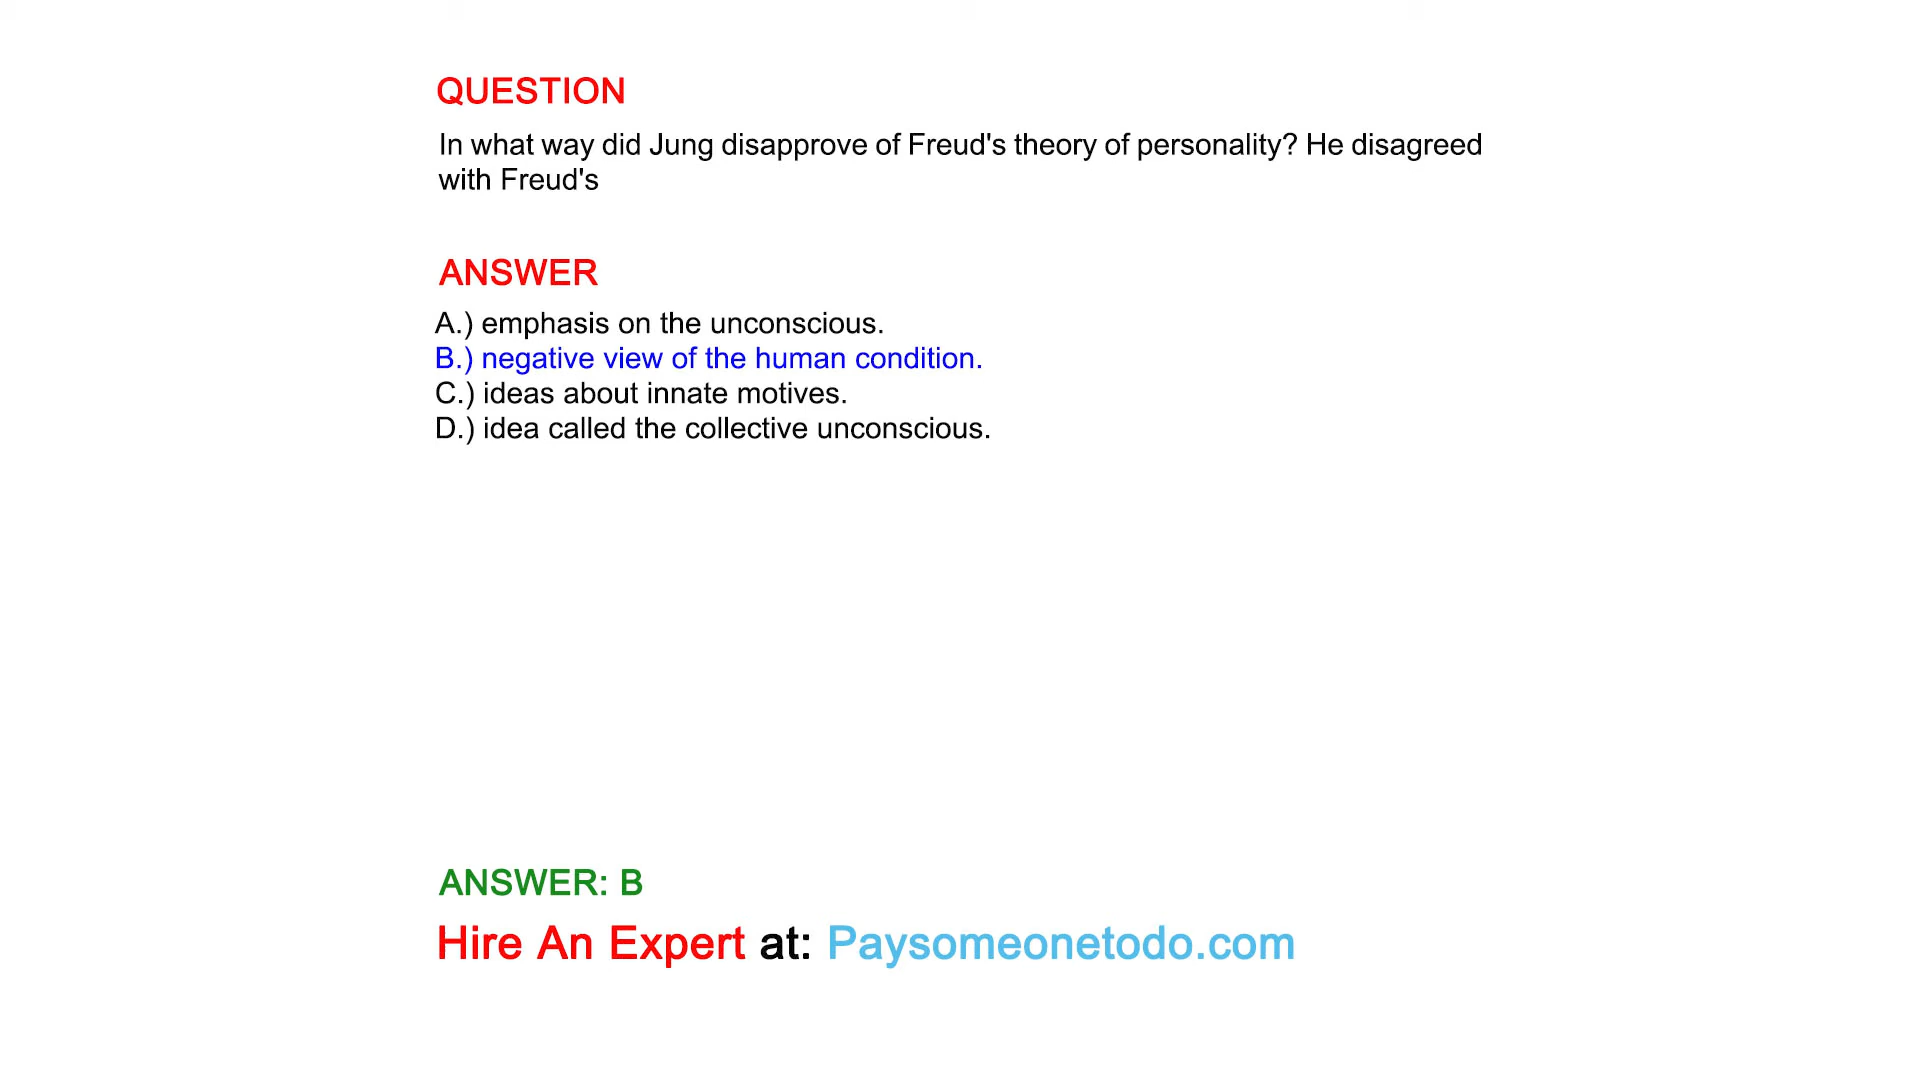 QUESTION
In what way did Jung disapprove of Freud's theory of personality? He disagreed
with Freud's
ANSWER
A.) emphasis on the unconscious.
B.) negative view of the human condition.
C.) ideas about innate motives.
D.) idea called the collective unconscious.
ANSWER: B
Hire An Expert at: Paysomeonetodo.com